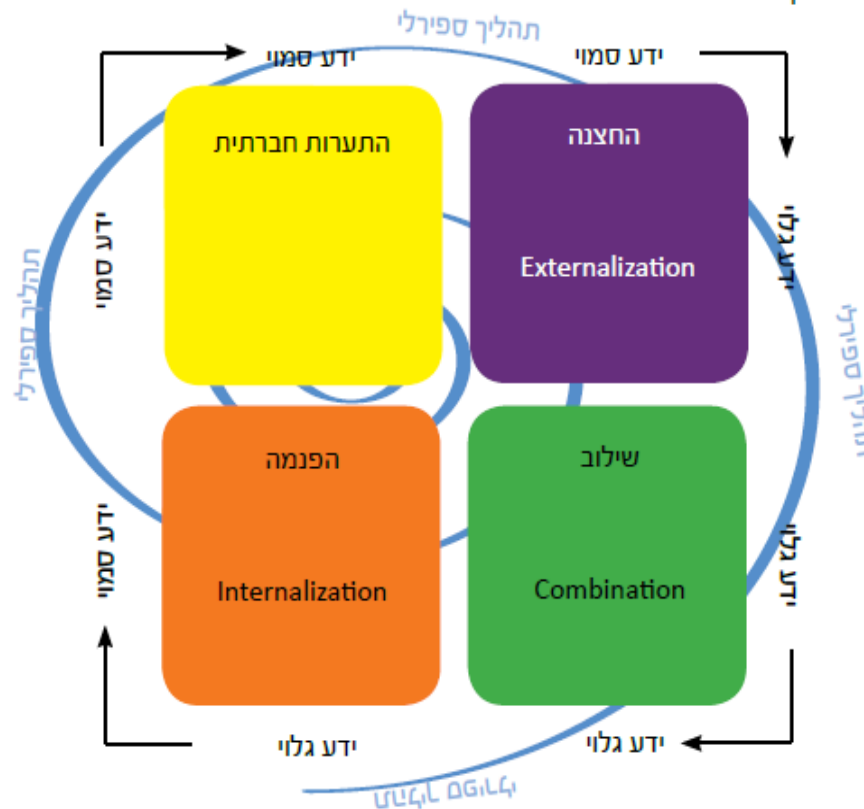 תהליך ספירלי
ידע סמוי
ידע סמוי
התערות חברתית
החצנה
Externalization
ידע סמוי
ידע גלוי
תהליך ספירלי
תהליך ספירלי
הפנמה
Internalization
שילוב
Combination
ידע סמוי
ידע גלוי
ידע גלוי
ידע גלוי
תהליך ספירלי